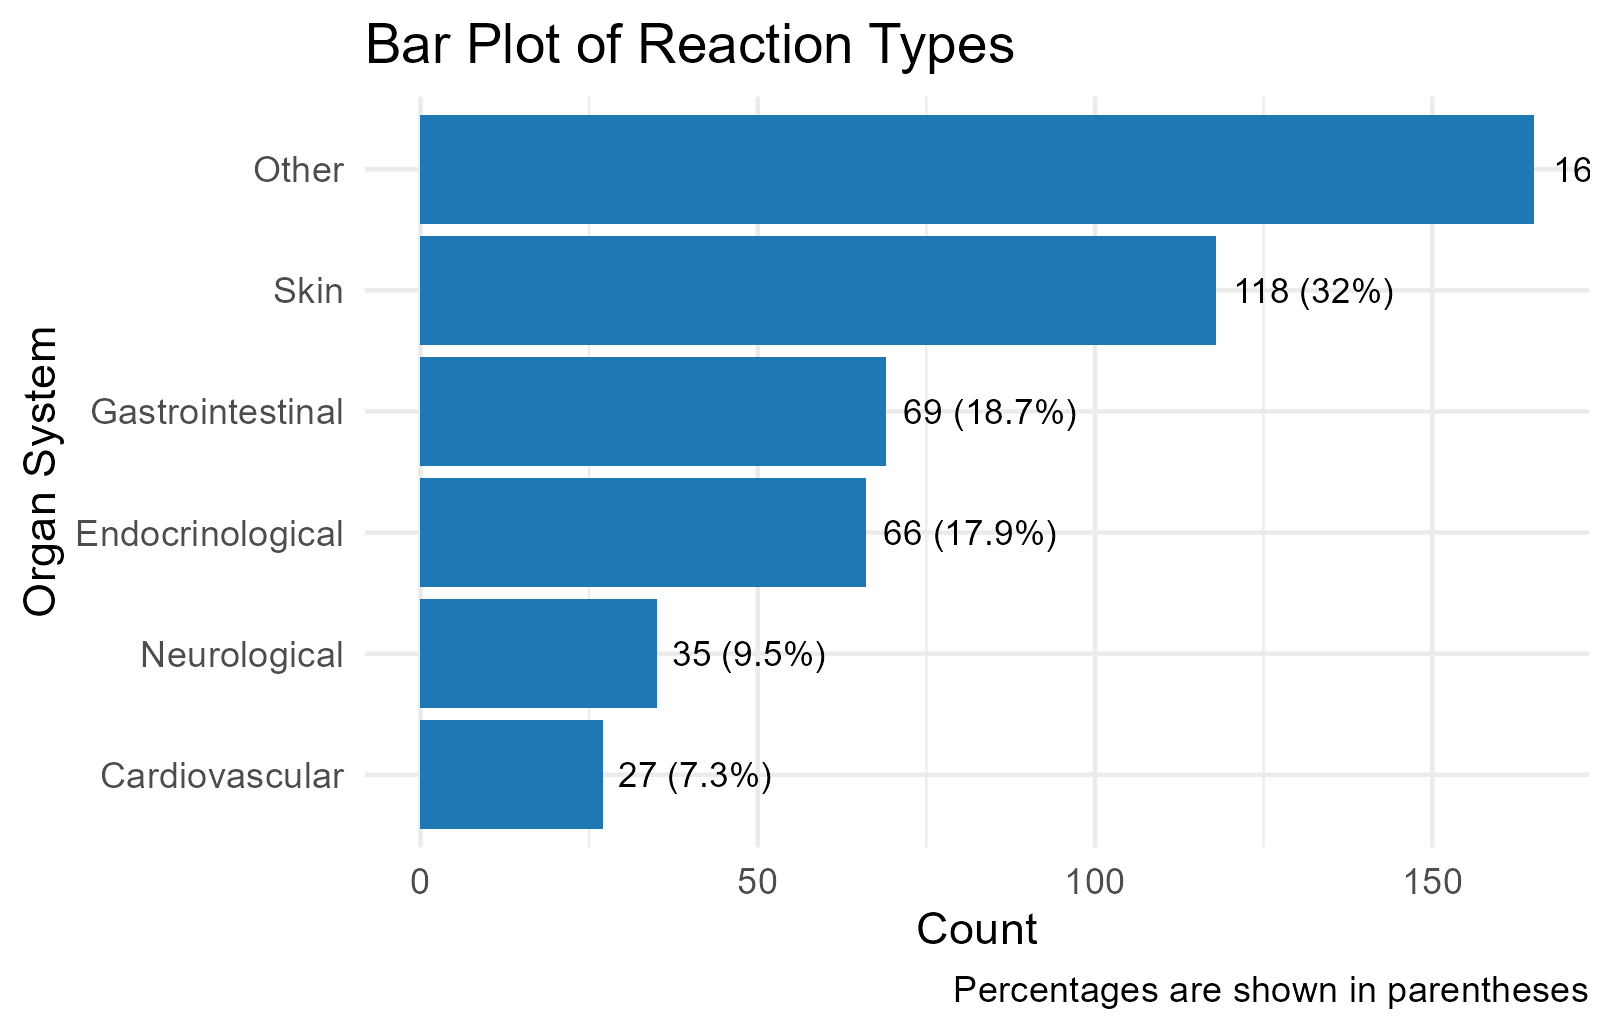 Bar Plot of Reaction Types
Organ System
Other
16
Skin
118 (32%)
Gastrointestinal
69 (18.7%)
Endocrinological
66 (17.9%)
Neurological
35 (9.5%)
Cardiovascular
27 (7.3%)
0 50 100 150
Count
Percentages are shown in parentheses